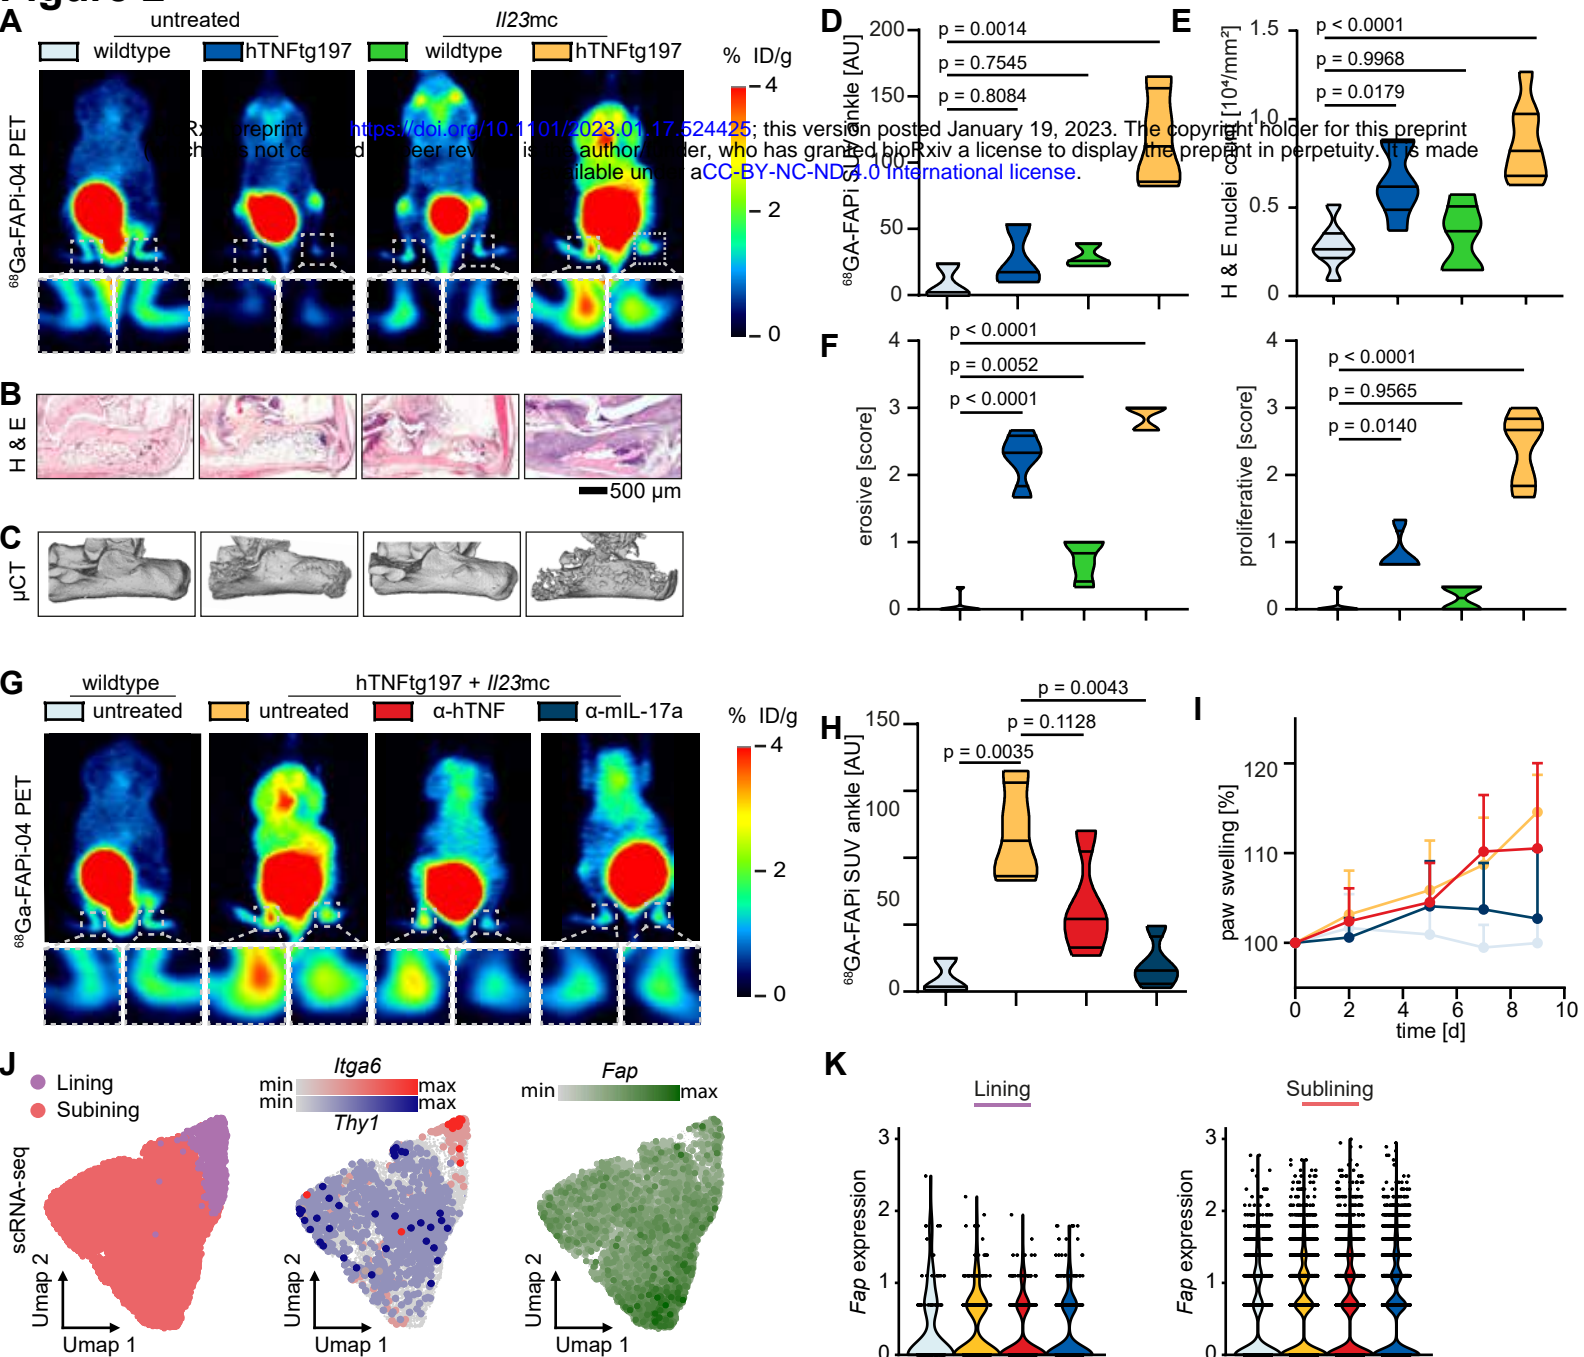 A
untreated
Il23mc
wildtype
hTNFtg197
wildtype
hTNFtg197
% ID/g
4
2
0
68Ga-FAPi-04 PET
https://doi.org/10.1101/2023.01.17.524425; this version posted January 19, 2023. The copyright holder for this preprint
who has granted bioRxiv a license to display the preprint in perpetuity. It is made
aCC-BY-NC-ND 4.0 International license.
B
H & E
500 µm
C
µCT
D
68GA-FAPi SUV ankle [AU]
200
150
100
50
0
p = 0.0014
p = 0.7545
p = 0.8084
E
H & E nuclei count [10⁴/mm²]
1.5
1.0
0.5
0
p < 0.0001
p = 0.9968
p = 0.0179
F
erosive [score]
4
3
2
1
0
p < 0.0001
p = 0.0052
p < 0.0001
proliferative [score]
4
3
2
1
0
p < 0.0001
p = 0.9565
p = 0.0140
G
wildtype
hTNFtg197 + Il23mc
untreated
untreated
α-hTNF
α-mIL-17a
% ID/g
4
2
0
68Ga-FAPi-04 PET
H
68GA-FAPi SUV ankle [AU]
150
100
50
0
p = 0.0043
p = 0.1128
p = 0.0035
I
paw swelling [%]
120
110
100
0 2 4 6 8 10
time [d]
J
Lining
Subining
scRNA-seq
Umap 2
Umap 1
Itga6
min max
min max
Thy1
Umap 2
Umap 1
Fap
min max
Umap 2
Umap 1
K
Lining
Fap expression
3
2
1
0
Sublining
Fap expression
3
2
1
0